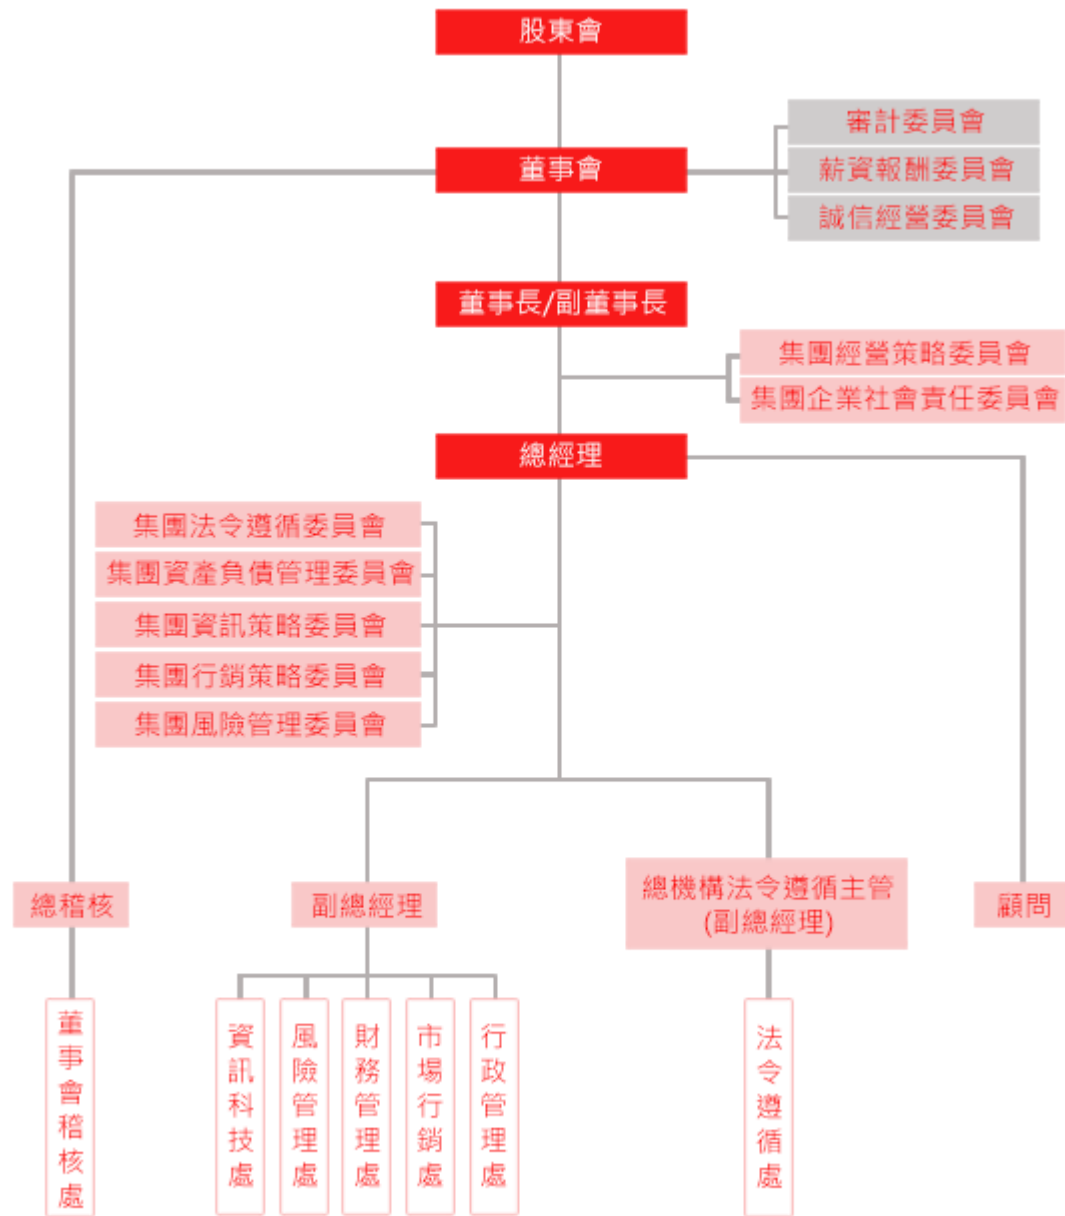 股東會
審計委員會
董事會
薪資報酬委員會
誠信經營委員會
董事長/副董事長
集團經營策略委員會
集團企業社會責任委員會
總經理
集團法令遵循委員會
集團資產負債管理委員會
集團資訊策略委員會
集團行銷策略委員會
集團風險管理委員會
總稽核
副總經理
總機構法令遵循主管
(副總經理)
顧問
董事會稽核處
資訊科技處
風險管理處
財務管理處
市場行銷處
行政管理處
法令遵循處